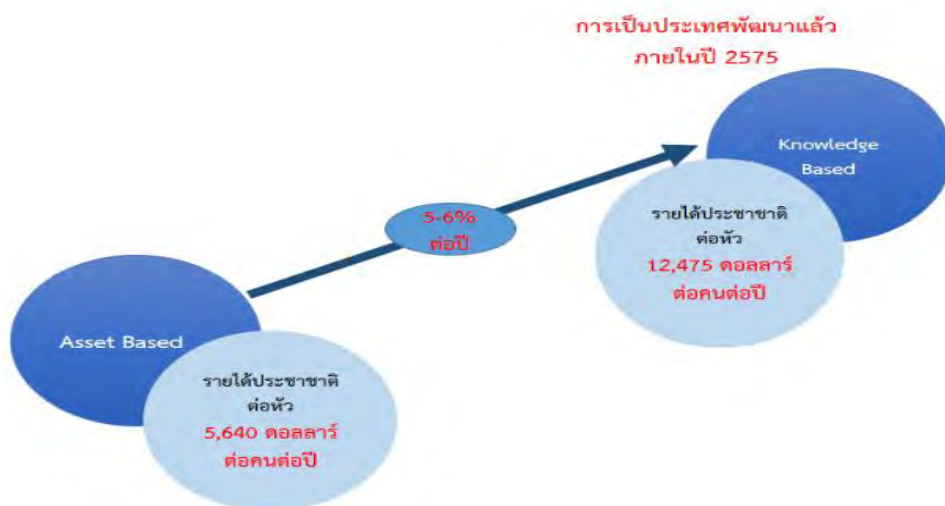 การเป็นประเทศพัฒนาแล้ว
ภายในปี 2575
Knowledge
Based
รายได้ประชาชาติ
ต่อหัว
12,475 ดอลลาร์
ต่อคนต่อปี
5-6%
ต่อปี
Asset Based
รายได้ประชาชาติ
ต่อหัว
5,640 ดอลลาร์
ต่อคนต่อปี